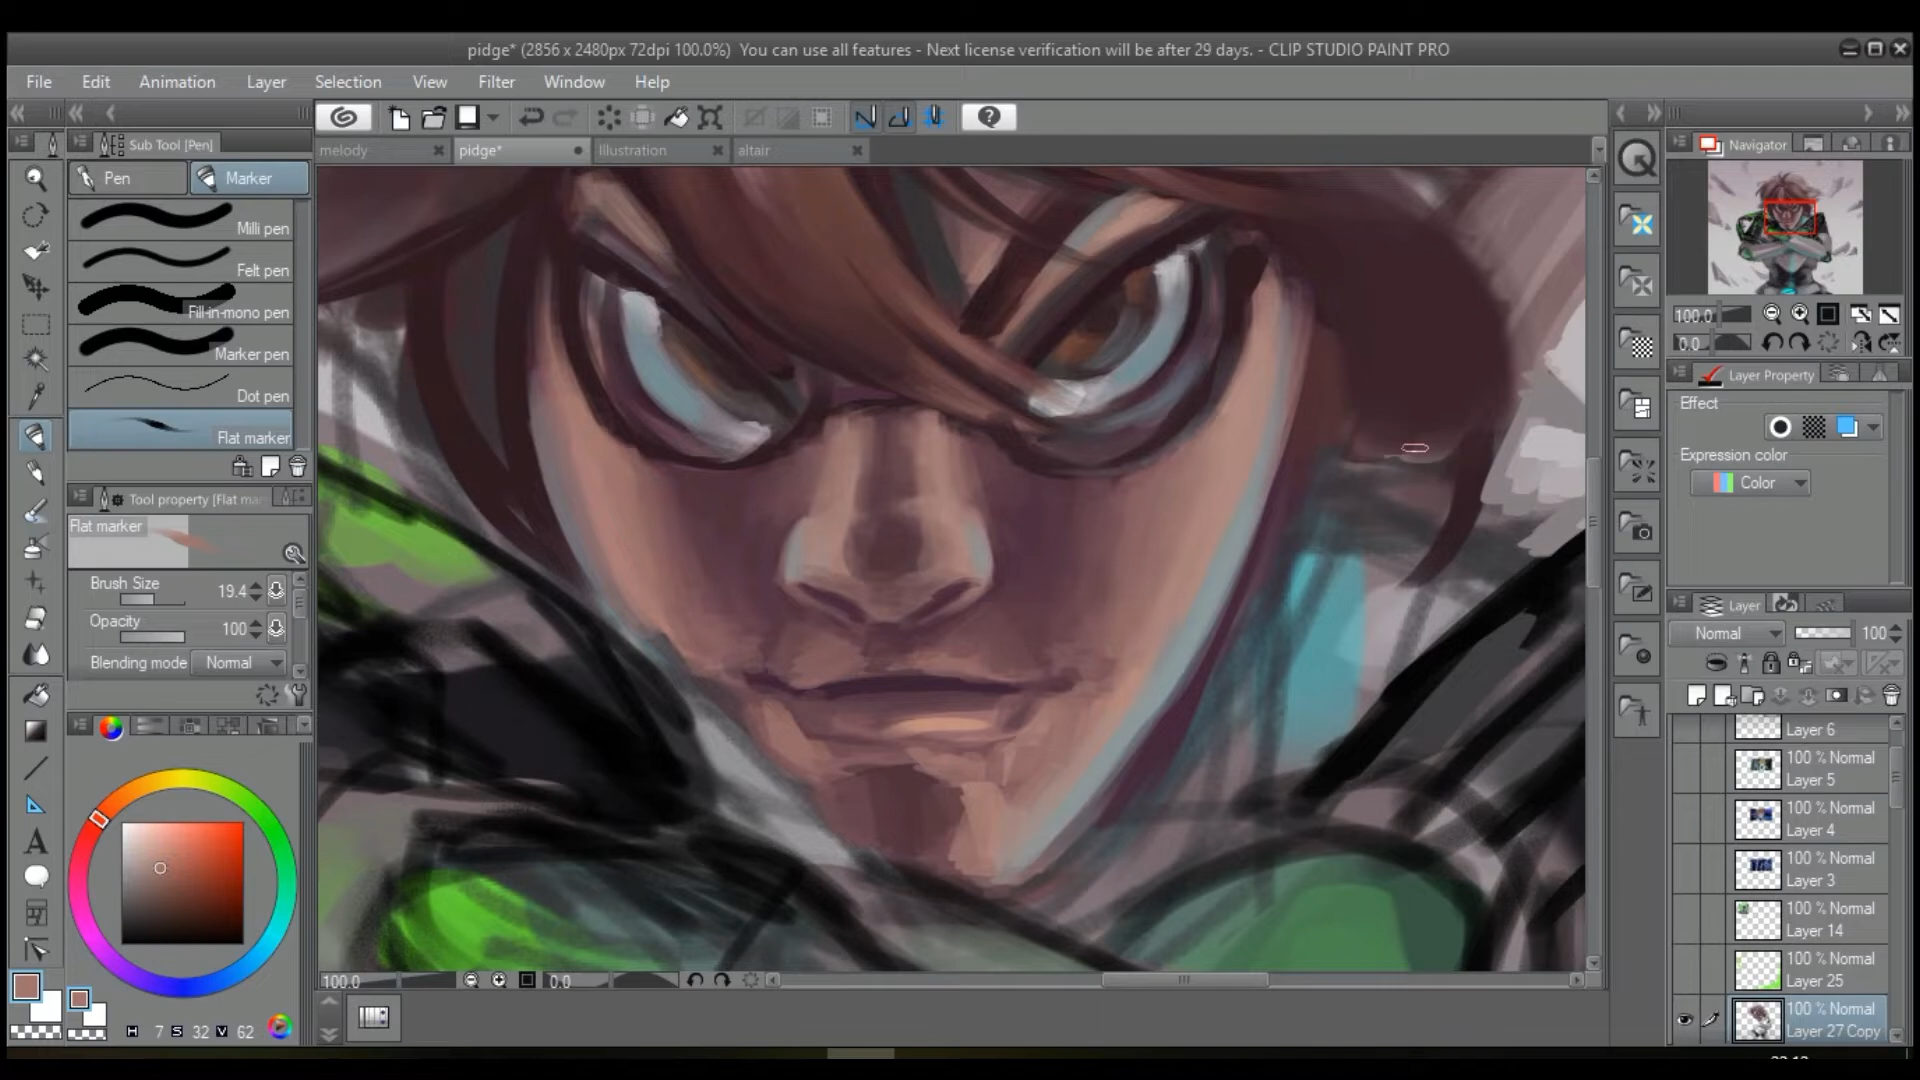 pidge* (2856 x 2480px 72dpi 100.0%) You can use all features - Next license verification will be after 29 days. - CLIP STUDIO PAINT PRO
File Edit Animation Layer Selection View Filter Window Help
Sub Tool [Pen]
melody pidge* Illustration altair
Navigator
Pen Marker
Milli pen
Felt pen
Fill-in-mono pen
Marker pen
Dot pen
Flat marker
100.0
0.0
Layer Property
Effect
Expression color
Color
Tool property [Flat mar
Flat marker
Brush Size 19.4
Opacity 100
Blending mode Normal
Layer
Normal 100
Layer 6
100 % Normal
Layer 5
100 % Normal
Layer 4
100 % Normal
Layer 3
100 % Normal
Layer 14
100 % Normal
Layer 25
100 % Normal
Layer 27 Copy
100.0 0.0
H 7 S 32 V 62